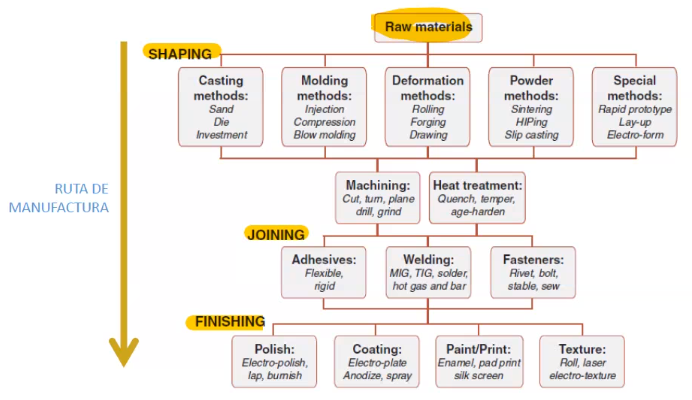 Raw materials
SHAPING
Casting
methods:
Sand
Die
Investment
Molding
methods:
Injection
Compression
Blow molding
Deformation
methods:
Rolling
Forging
Drawing
Powder
methods:
Sintering
HIPing
Slip casting
Special
methods:
Rapid prototype
Lay-up
Electro-form
RUTA DE
MANUFACTURA
Machining:
Cut, turn, plane
drill, grind
Heat treatment:
Quench, temper,
age-harden
JOINING
Adhesives:
Flexible,
rigid
Welding:
MIG, TIG, solder,
hot gas and bar
Fasteners:
Rivet, bolt,
stable, sew
FINISHING
Polish:
Electro-polish,
lap, burnish
Coating:
Electro-plate
Anodize, spray
Paint/Print:
Enamel, pad print
silk screen
Texture:
Roll, laser
electro-texture